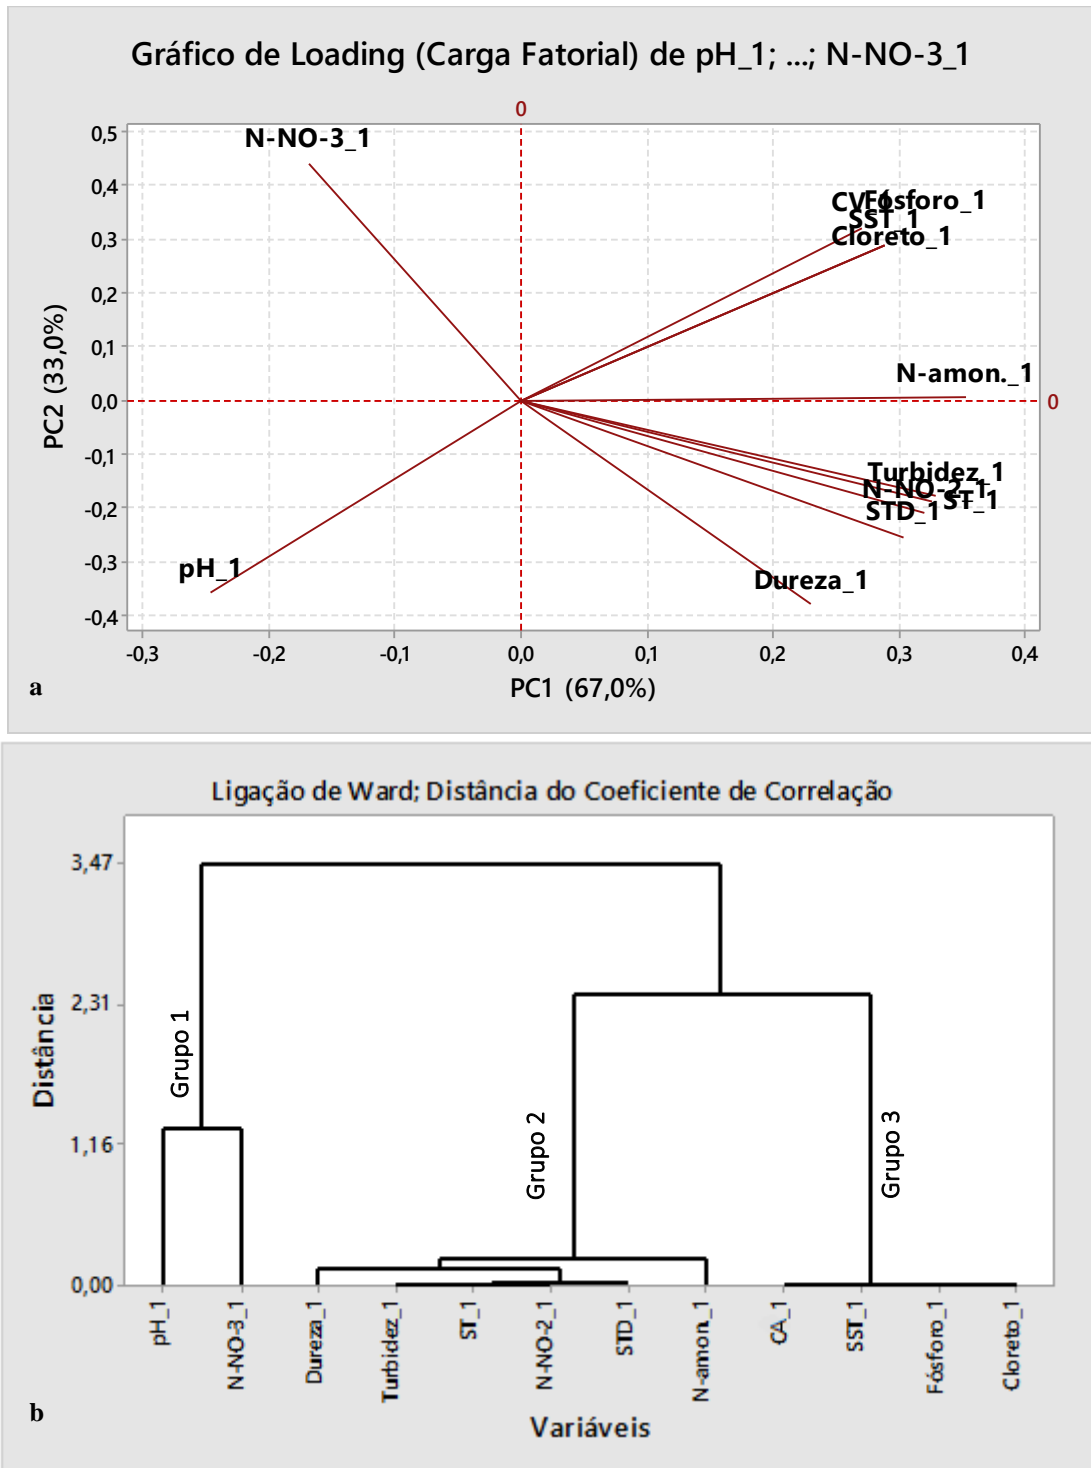 Gráfico de Loading (Carga Fatorial) de pH_1; ...; N-NO-3_1
0
0,5
0,4
0,3
0,2
0,1
0,0
-0,1
-0,2
-0,3
-0,4
PC2 (33,0%)
N-NO-3_1
Fósforo_1
SST_1
Cloreto_1
N-amon._1
0
Turbidez_1
N-NO-2_1
ST_1
STD_1
pH_1
Dureza_1
-0,3 -0,2 -0,1 0,0 0,1 0,2 0,3 0,4
PC1 (67,0%)
a
Ligação de Ward; Distância do Coeficiente de Correlação
3,47
2,31
1,16
0,00
Distância
Grupo 1
Grupo 2
Grupo 3
pH_1
N-NO-3_1
Dureza_1
Turbidez_1
ST_1
N-NO-2_1
STD_1
N-amon._1
CA_1
SST_1
Fósforo_1
Cloreto_1
Variáveis
b